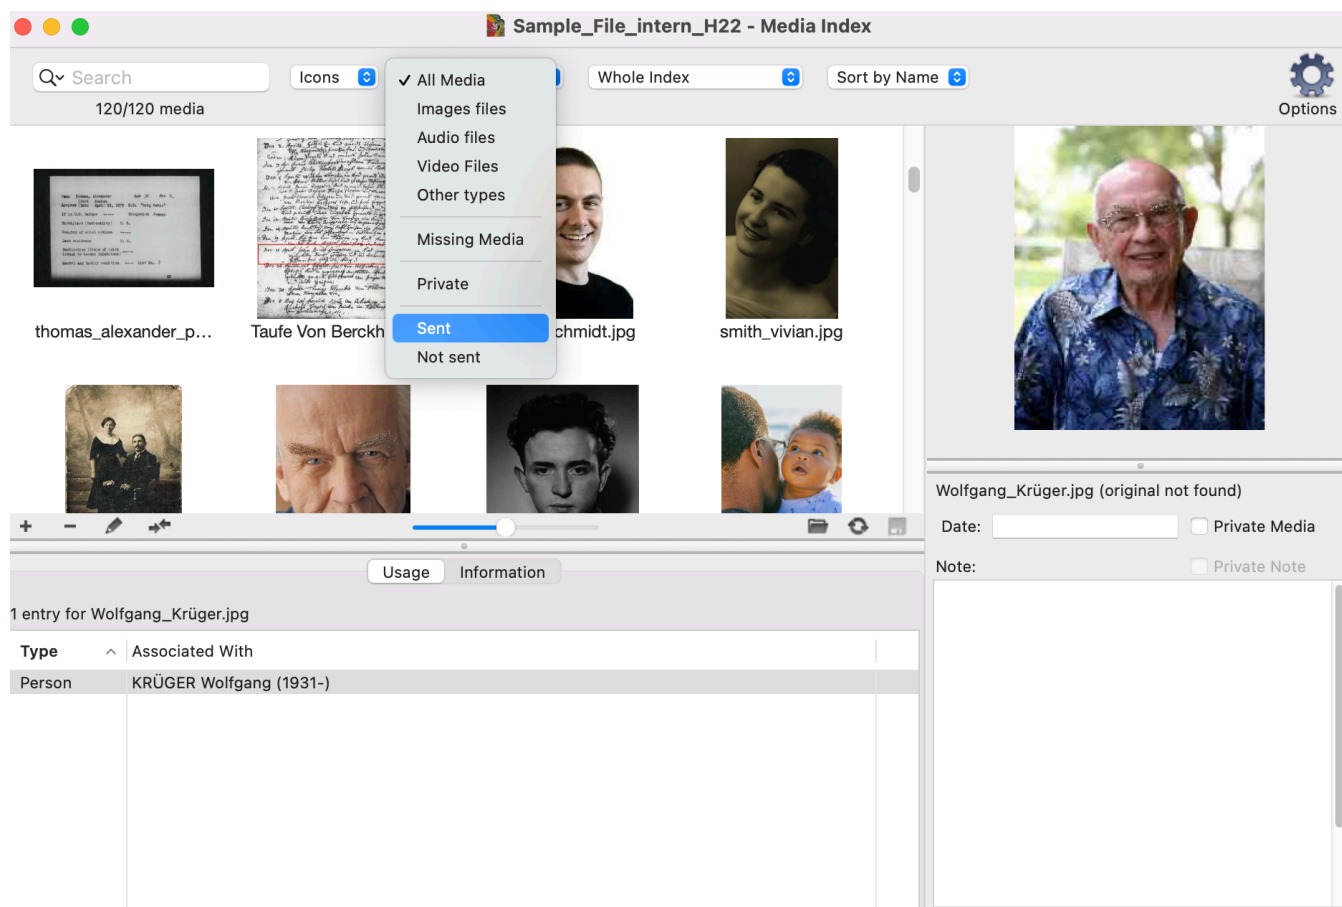 Sample_File_intern_H22 - Media Index
Search
Icons
Whole Index
Sort by Name
Options
120/120 media
✓ All Media
Images files
Audio files
Video Files
Other types
Missing Media
Private
Sent
Not sent
thomas_alexander_p...
Taufe Von Berckh
chmidt.jpg
smith_vivian.jpg
Wolfgang_Krüger.jpg (original not found)
Date:
Private Media
Note:
Private Note
Usage
Information
1 entry for Wolfgang_Krüger.jpg
Type
Associated With
Person
KRÜGER Wolfgang (1931-)